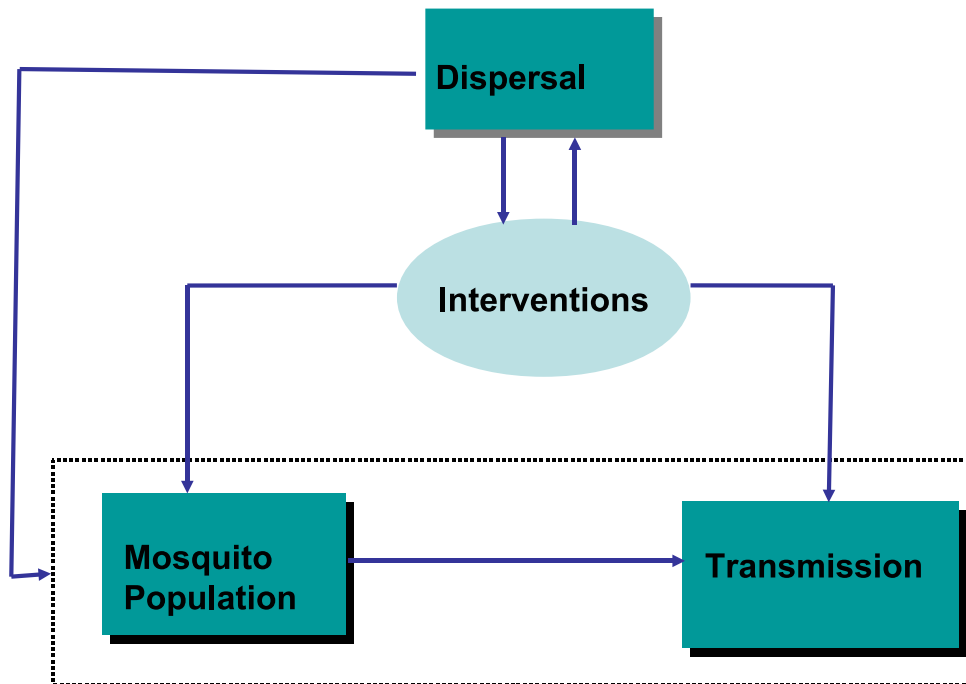 Dispersal
Interventions
Mosquito
Population
Transmission